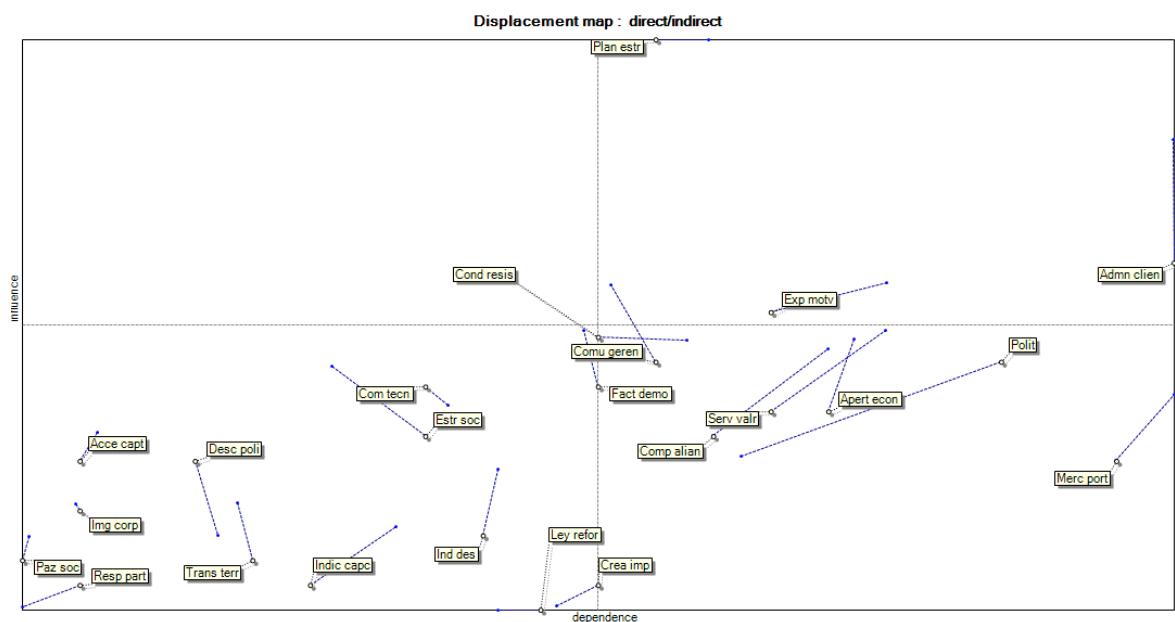 Displacement map : direct/indirect
Plan estr
influence
Cond resis
Admn clien
Exp motv
Comu geren
Polit
Com tecn
Fact demo
Apert econ
Estr soc
Serv valr
Acce capt
Desc poli
Comp alian
Merc port
Img corp
Ley refor
Ind des
Paz soc
Resp part
Trans terr
Indic capc
Crea imp
dependence